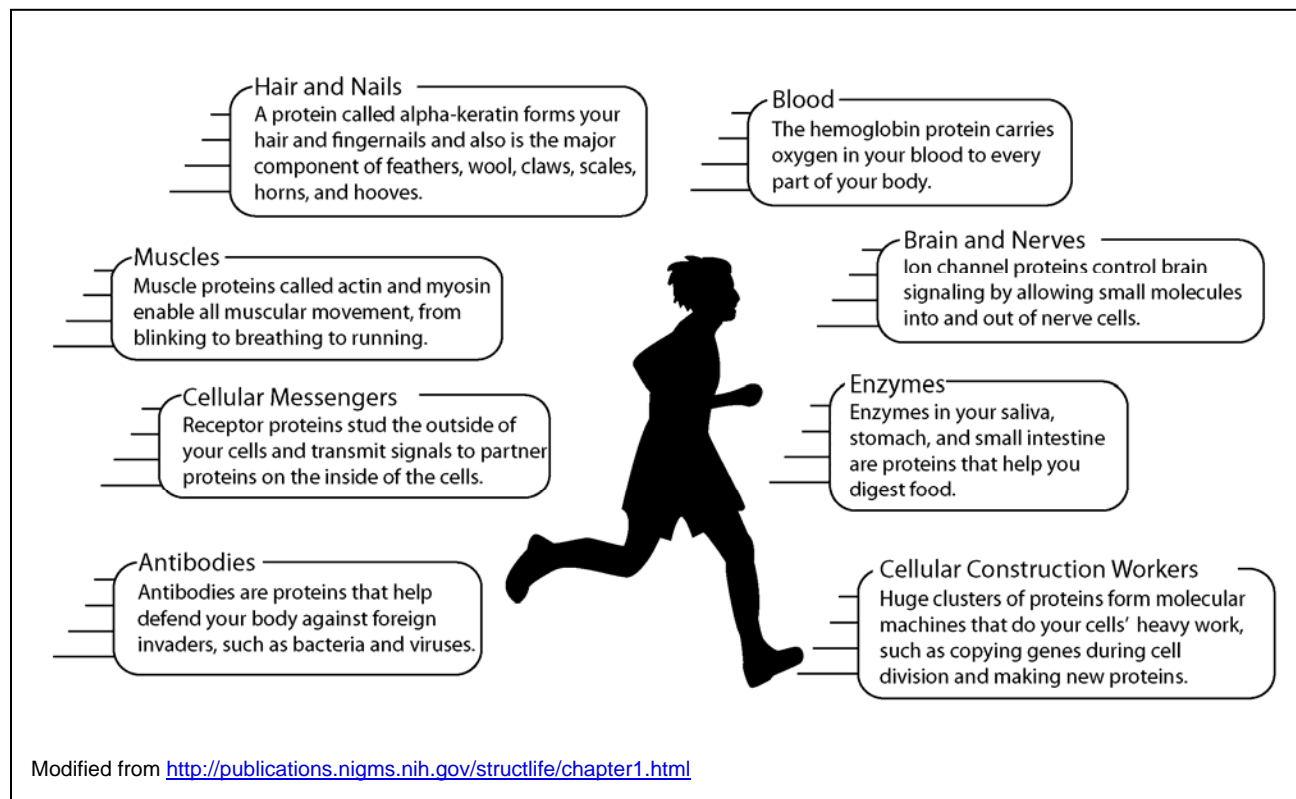 Hair and Nails
A protein called alpha-keratin forms your
hair and fingernails and also is the major
component of feathers, wool, claws, scales,
horns, and hooves.
Blood
The hemoglobin protein carries
oxygen in your blood to every
part of your body.
Muscles
Muscle proteins called actin and myosin
enable all muscular movement, from
blinking to breathing to running.
Brain and Nerves
Ion channel proteins control brain
signaling by allowing small molecules
into and out of nerve cells.
Cellular Messengers
Receptor proteins stud the outside of
your cells and transmit signals to partner
proteins on the inside of the cells.
Enzymes
Enzymes in your saliva,
stomach, and small intestine
are proteins that help you
digest food.
Antibodies
Antibodies are proteins that help
defend your body against foreign
invaders, such as bacteria and viruses.
Cellular Construction Workers
Huge clusters of proteins form molecular
machines that do your cells' heavy work,
such as copying genes during cell
division and making new proteins.
Modified from http://publications.nigms.nih.gov/structlife/chapter1.html